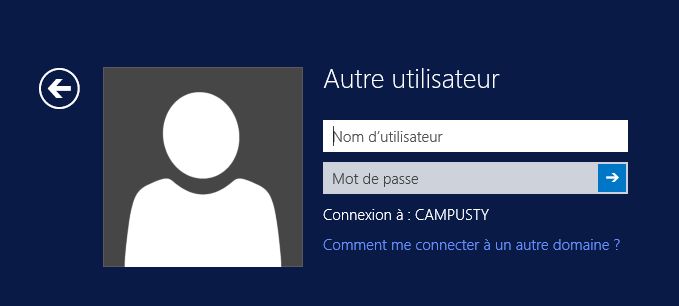 Autre utilisateur
Nom d'utilisateur
Mot de passe
Connexion à : CAMPUSTY
Comment me connecter à un autre domaine ?